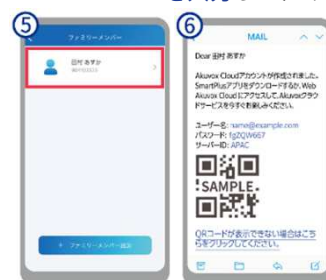 ⑤
ファミリーメンバー
田村 あすか
+ ファミリーメンバー追加
⑥
MAIL
Dear 田村 あすか
Akuvox Cloudアカウントが作成されました。
SmartPlusアプリをダウンロードするか、Web
Akuvox Cloud にアクセスして、Akuvoxクラウ
ドサービスを今すぐお楽しみください。
ユーザー名: name@example.com
パスワード: fgZQW667
サーバーID: APAC
SAMPLE
QRコードが表示できない場合はこち
らをクリックしてください。